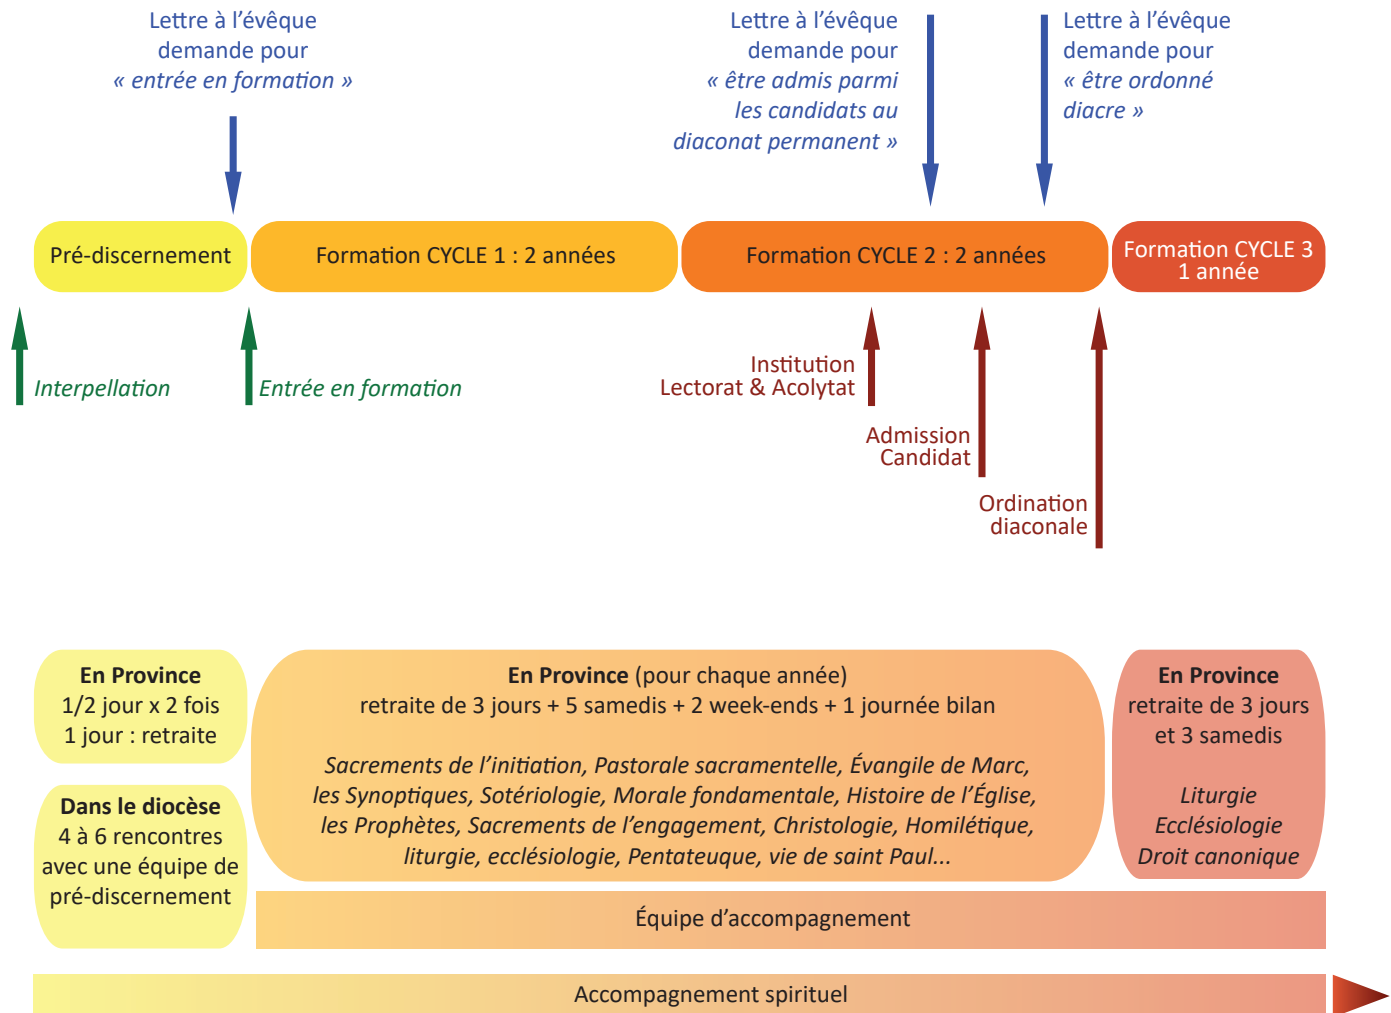 Lettre à l’évêque
demande pour
« entrée en formation »
Lettre à l’évêque
demande pour
« être admis parmi
les candidats au
diaconat permanent »
Lettre à l’évêque
demande pour
« être ordonné
diacre »
Pré-discernement
Formation CYCLE 1 : 2 années
Formation CYCLE 2 : 2 années
Formation CYCLE 3
1 année
Interpellation
Entrée en formation
Institution
Lectorat & Acolytat
Admission
Candidat
Ordination
diaconale
En Province
1/2 jour x 2 fois
1 jour : retraite
Dans le diocèse
4 à 6 rencontres
avec une équipe de
pré-discernement
En Province (pour chaque année)
retraite de 3 jours + 5 samedis + 2 week-ends + 1 journée bilan
Sacrements de l’initiation, Pastorale sacramentelle, Évangile de Marc,
les Synoptiques, Sotériologie, Morale fondamentale, Histoire de l’Église,
les Prophètes, Sacrements de l’engagement, Christologie, Homilétique,
liturgie, ecclésiologie, Pentateuque, vie de saint Paul...
En Province
retraite de 3 jours
et 3 samedis
Liturgie
Ecclésiologie
Droit canonique
Équipe d’accompagnement
Accompagnement spirituel